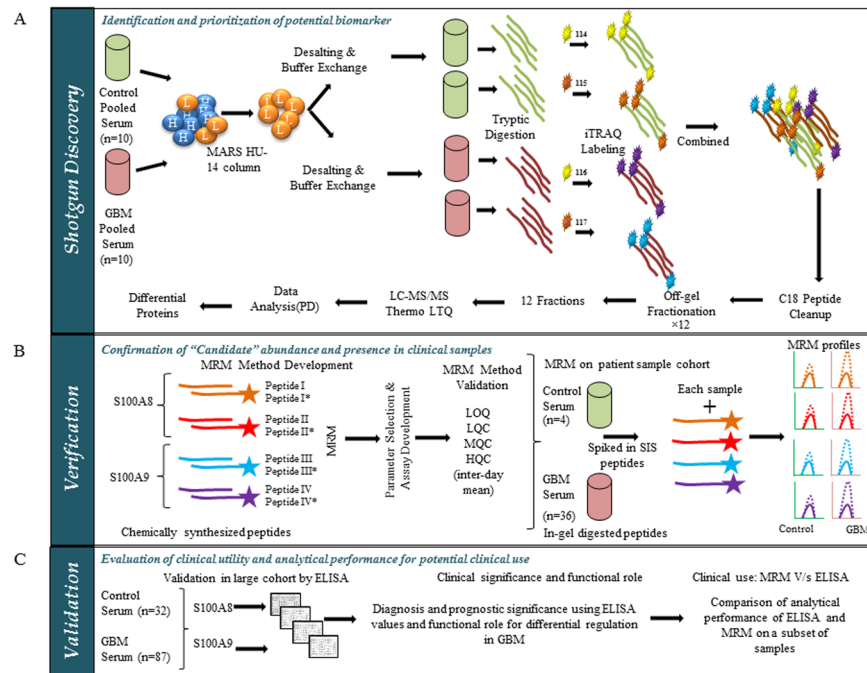 A
Shotgun Discovery
Identification and prioritization of potential biomarker
Control
Pooled
Serum
(n=10)
GBM
Pooled
Serum
(n=10)
H
L
MARS HU-
14 column
L
Desalting &
Buffer Exchange
Desalting &
Buffer Exchange
Tryptic
Digestion
114
115
iTRAQ
Labeling
116
117
Combined
C18 Peptide
Cleanup
Off-gel
Fractionation
×12
12 Fractions
LC-MS/MS
Thermo LTQ
Data
Analysis(PD)
Differential
Proteins
B
Verification
Confirmation of "Candidate" abundance and presence in clinical samples
MRM Method Development
S100A8
Peptide I
Peptide I*
Peptide II
Peptide II*
S100A9
Peptide III
Peptide III*
Peptide IV
Peptide IV*
Chemically synthesized peptides
MRM
Parameter Selection &
Assay Development
MRM Method
Validation
LOQ
LQC
MQC
HQC
(inter-day
mean)
MRM on patient sample cohort
Control
Serum
(n=4)
Spiked in SIS
peptides
GBM
Serum
(n=36)
In-gel digested peptides
Each sample
+
MRM profiles
Control
GBM
C
Validation
Evaluation of clinical utility and analytical performance for potential clinical use
Validation in large cohort by ELISA
Control
Serum (n=32)
GBM
Serum (n=87)
S100A8
S100A9
Clinical significance and functional role
Diagnosis and prognostic significance using ELISA
values and functional role for differential regulation
in GBM
Clinical use: MRM V/s ELISA
Comparison of analytical
performance of ELISA and
MRM on a subset of
samples